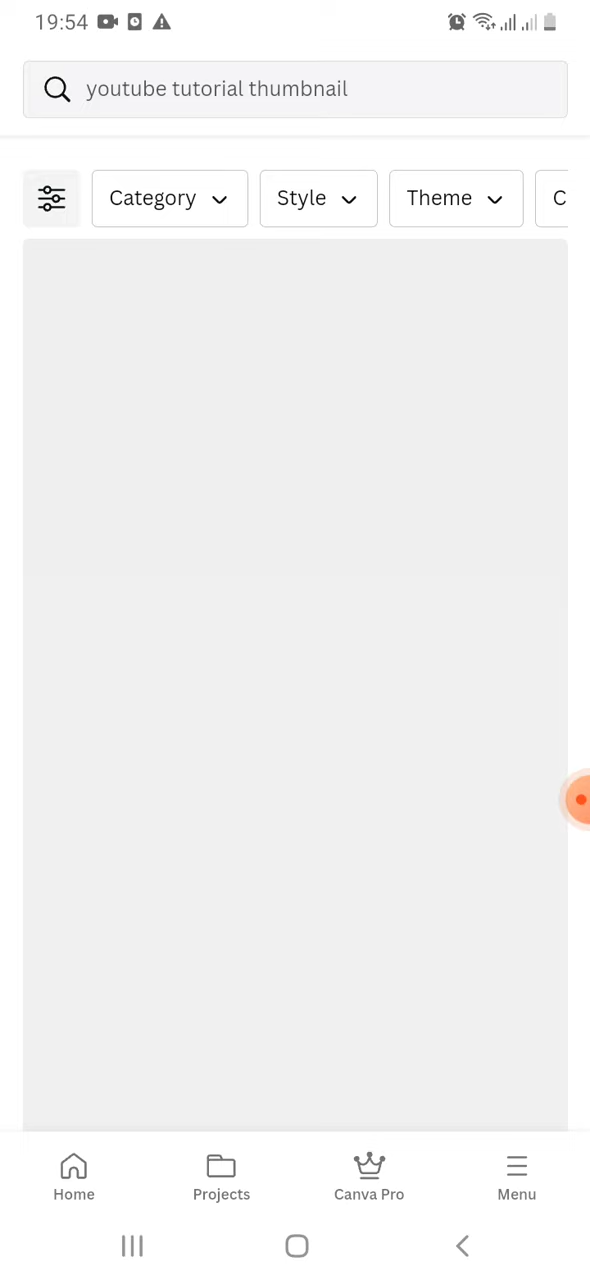 19:54
youtube tutorial thumbnail
Category
Style
Theme
C
Home
Projects
Canva Pro
Menu